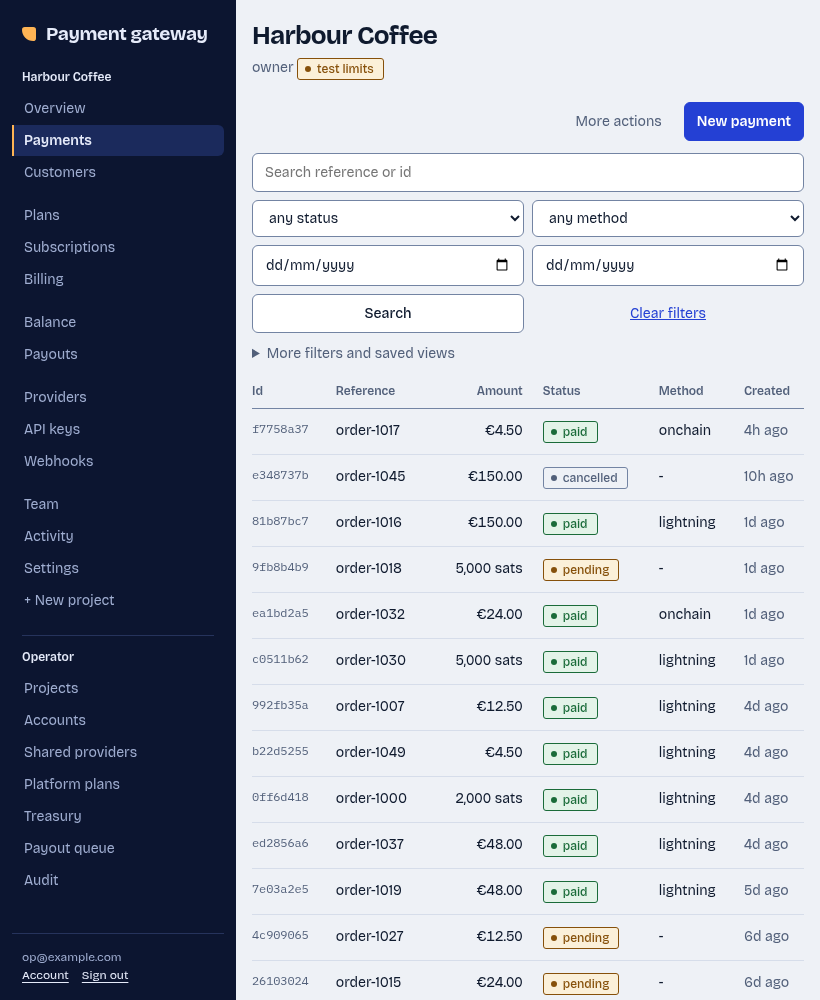 Payment gateway
Harbour Coffee
Overview
Payments
Customers
Plans
Subscriptions
Billing
Balance
Payouts
Providers
API keys
Webhooks
Team
Activity
Settings
+ New project
Operator
Projects
Accounts
Shared providers
Platform plans
Treasury
Payout queue
Audit
op@example.com
Account Sign out
Harbour Coffee
owner test limits
More actions New payment
Search reference or id
any status any method
dd/mm/yyyy dd/mm/yyyy
Search Clear filters
More filters and saved views
Id Reference Amount Status Method Created
f7758a37 order-1017 €4.50 paid onchain 4h ago
e348737b order-1045 €150.00 cancelled - 10h ago
81b87bc7 order-1016 €150.00 paid lightning 1d ago
9fb8b4b9 order-1018 5,000 sats pending - 1d ago
ea1bd2a5 order-1032 €24.00 paid onchain 1d ago
c0511b62 order-1030 5,000 sats paid lightning 1d ago
992fb35a order-1007 €12.50 paid lightning 4d ago
b22d5255 order-1049 €4.50 paid lightning 4d ago
0ff6d418 order-1000 2,000 sats paid lightning 4d ago
ed2856a6 order-1037 €48.00 paid lightning 4d ago
7e03a2e5 order-1019 €48.00 paid lightning 5d ago
4c909065 order-1027 €12.50 pending - 6d ago
26103024 order-1015 €24.00 pending - 6d ago